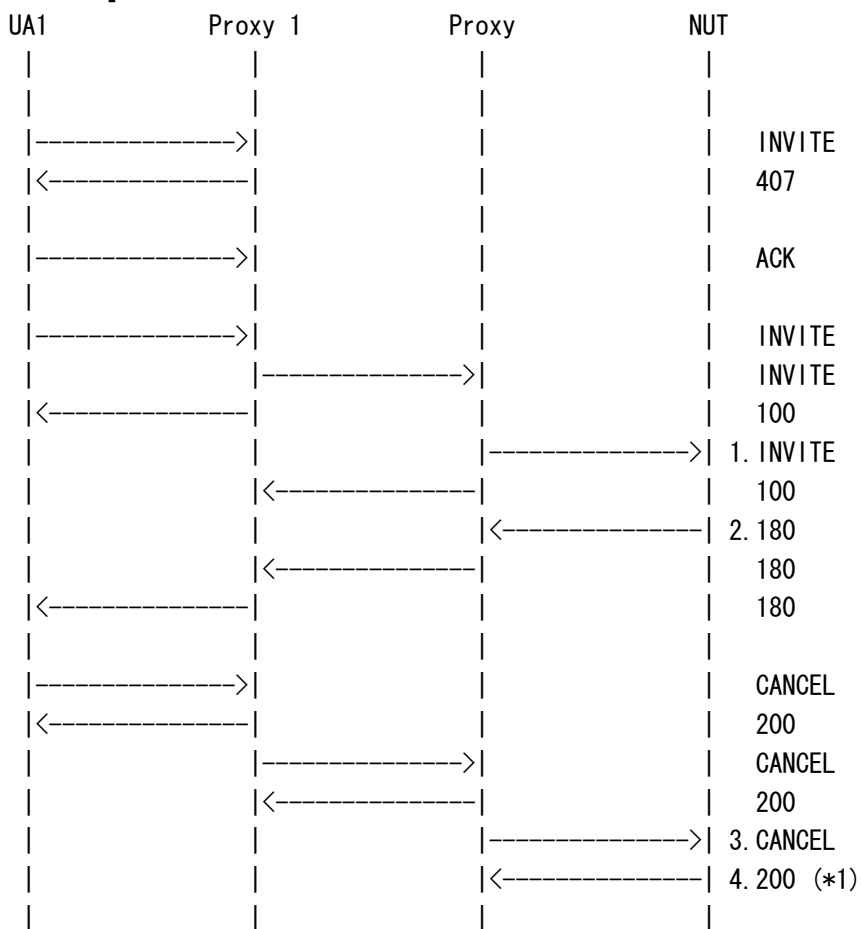 UA1 Proxy 1 Proxy NUT
| | | |
| | | |
|--------------->| | | INVITE
|<---------------| | | 407
| | | |
|--------------->| | | ACK
| | | |
|--------------->| | | INVITE
| |--------------->| | INVITE
|<---------------| | | 100
| | |--------------->| 1.INVITE
| |<---------------| | 100
| | |<---------------| 2.180
| |<---------------| | 180
|<---------------| | | 180
| | | |
|--------------->| | | CANCEL
|<---------------| | | 200
| |--------------->| | CANCEL
| |<---------------| | 200
| | |--------------->| 3.CANCEL
| | |<---------------| 4.200 (*1)
| | | |